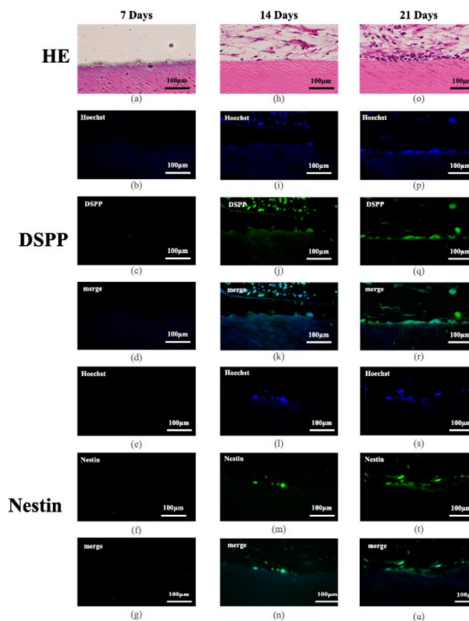 7 Days 14 Days 21 Days
HE
100μm 100μm 100μm
(a) (h) (o)
Hoechst Hoechst Hoechst
100μm 100μm 100μm
(b) (i) (p)
DSPP
DSPP DSPP DSPP
100μm 100μm 100μm
(c) (j) (q)
merge merge merge
100μm 100μm 100μm
(d) (k) (r)
Hoechst Hoechst Hoechst
100μm 100μm 100μm
(e) (l) (s)
Nestin
Nestin Nestin Nestin
100μm 100μm 100μm
(f) (m) (t)
merge merge merge
100μm 100μm 100μm
(g) (n) (u)